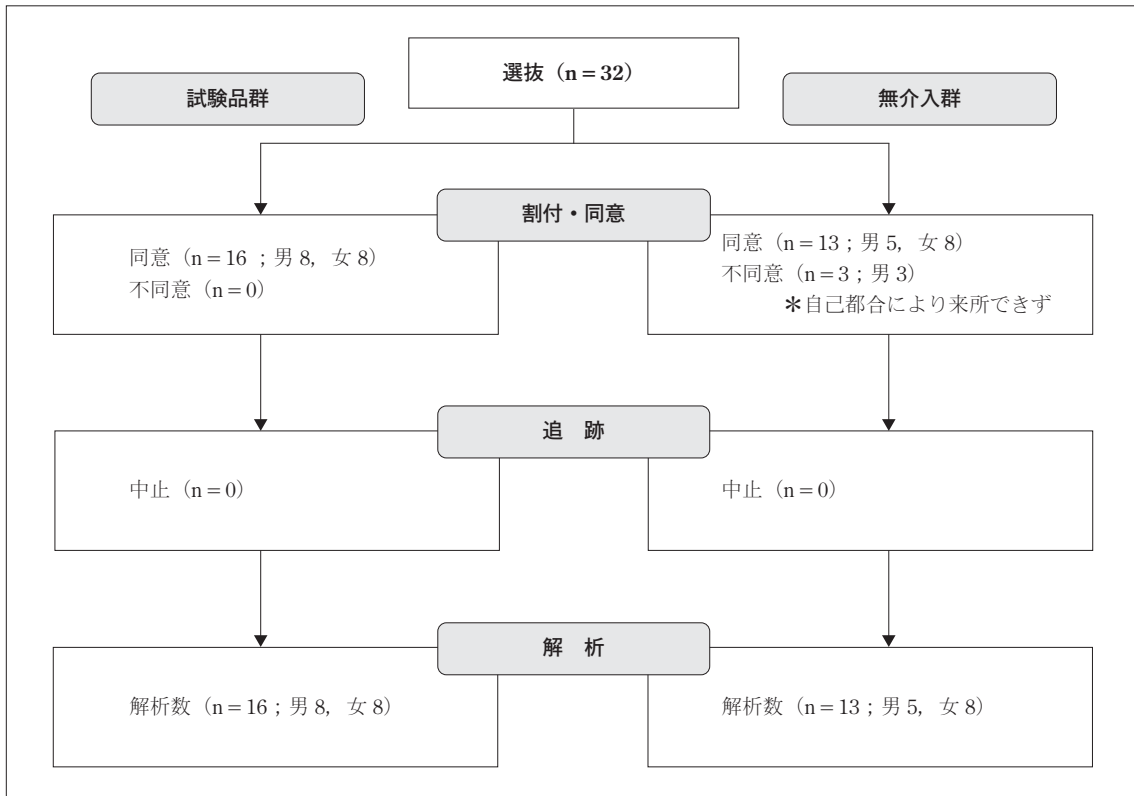 選抜（n = 32）
試験品群
無介入群
割付・同意
同意（n = 16 ; 男 8, 女 8）
不同意（n = 0）
同意（n = 13 ; 男 5, 女 8）
不同意（n = 3 ; 男 3）
＊自己都合により来所できず
追　跡
中止（n = 0）
中止（n = 0）
解　析
解析数（n = 16 ; 男 8, 女 8）
解析数（n = 13 ; 男 5, 女 8）